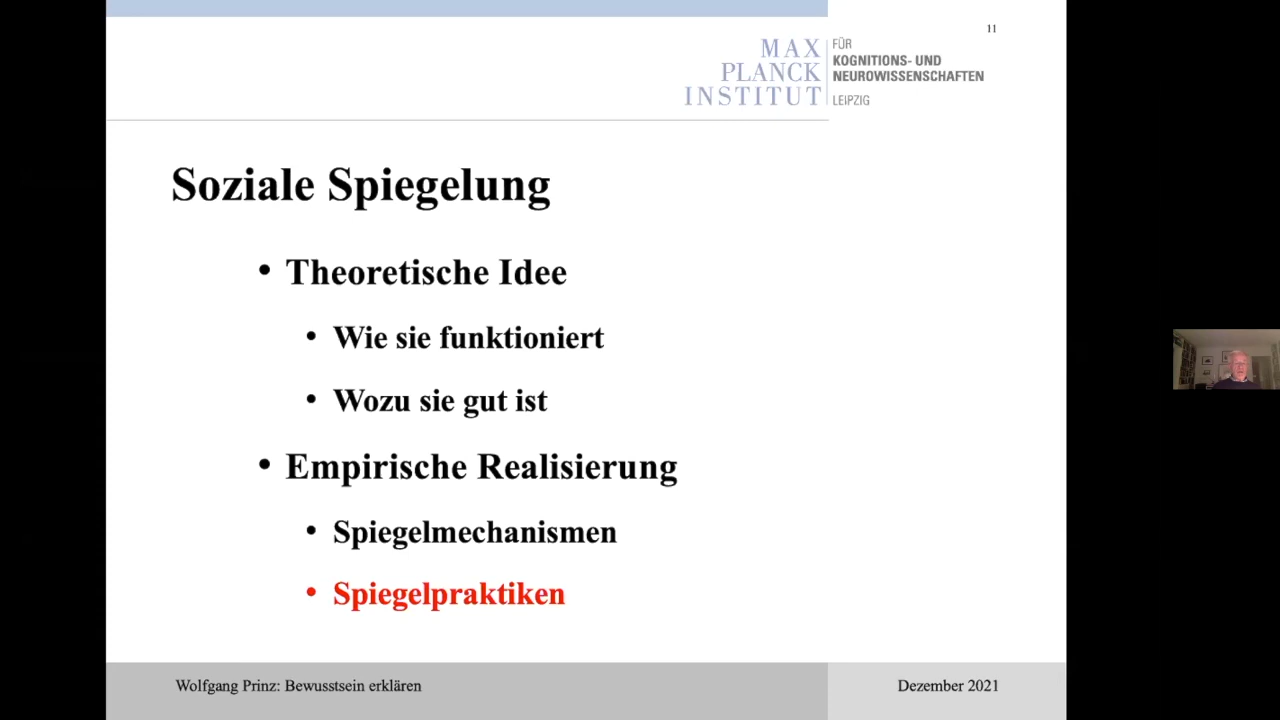 11
MAX
PLANCK
INSTITUT
FÜR
KOGNITIONS- UND
NEUROWISSENSCHAFTEN
LEIPZIG
Soziale Spiegelung
• Theoretische Idee
• Wie sie funktioniert
• Wozu sie gut ist
• Empirische Realisierung
• Spiegelmechanismen
• Spiegelpraktiken
Wolfgang Prinz: Bewusstsein erklären
Dezember 2021